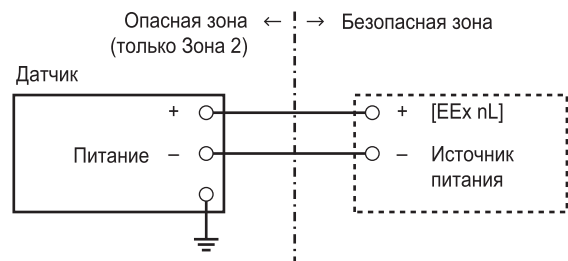 Опасная зона ← → Безопасная зона
(только Зона 2)
Датчик
+ + [EEx nL]
Питание – – Источник
питания